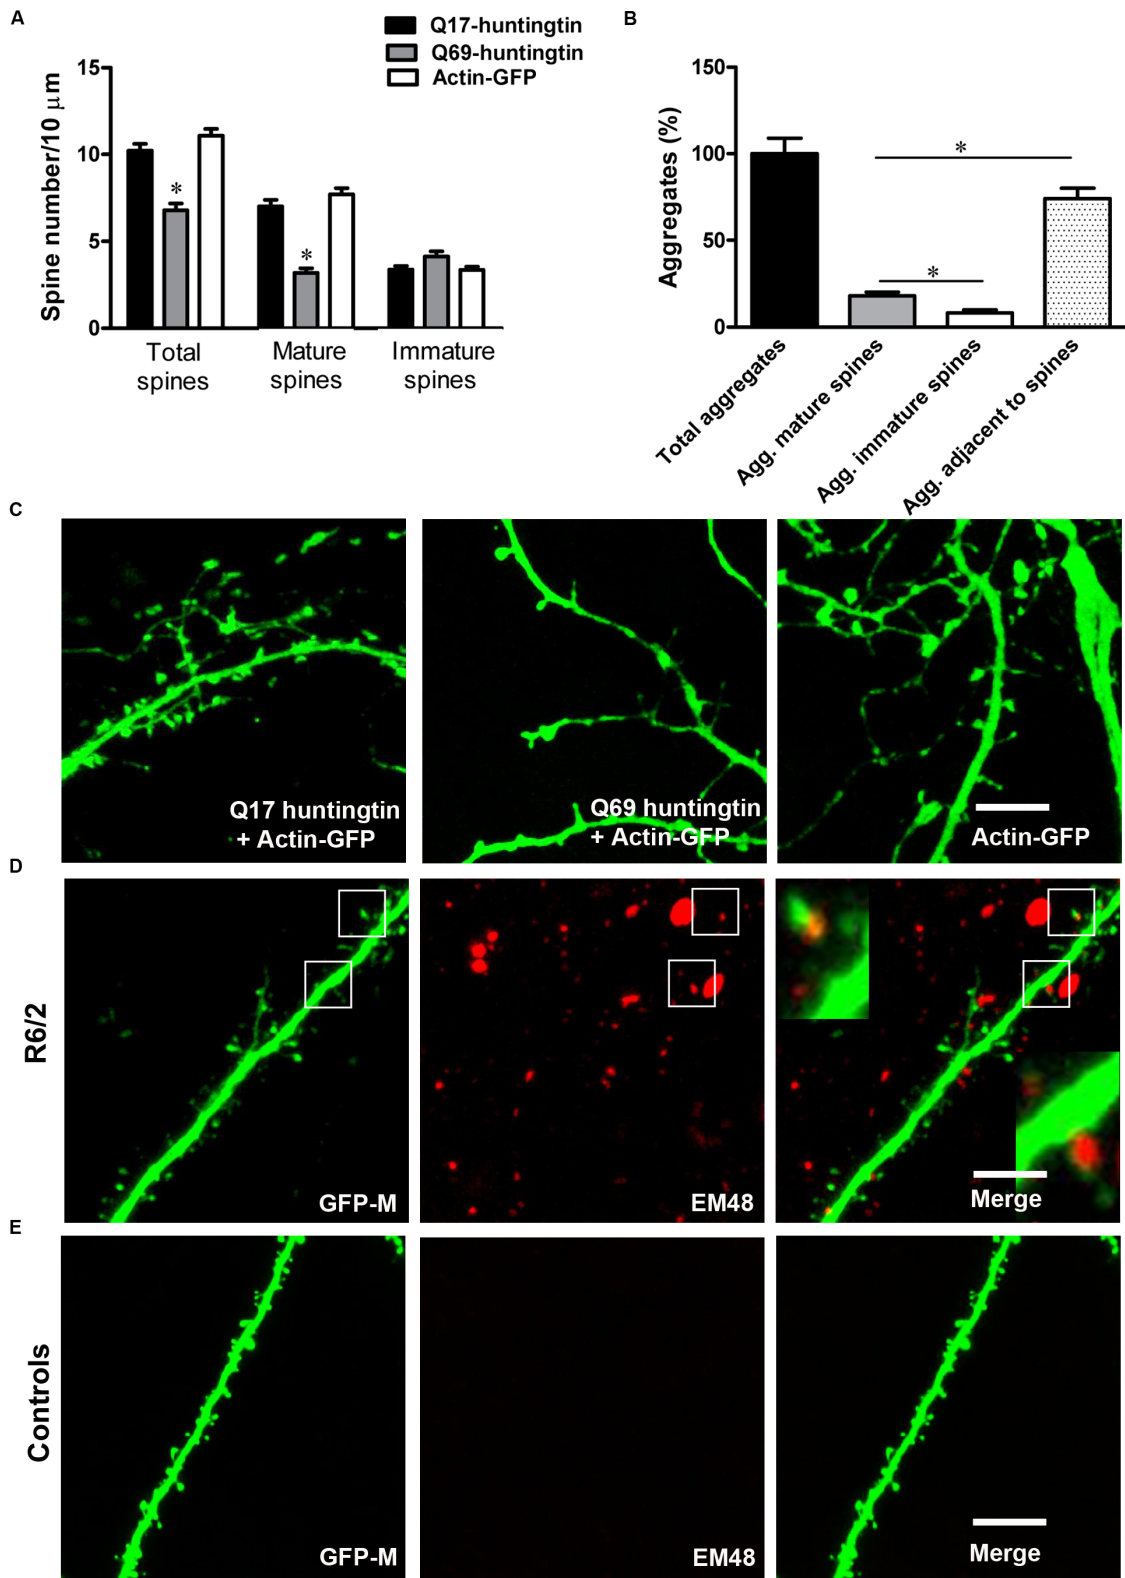 A
Q17-huntingtin
Q69-huntingtin
Actin-GFP
Spine number/10 μm
15
10
5
0
*
*
Total
spines
Mature
spines
Immature
spines
B
Aggregates (%)
150
100
50
0
*
*
Total aggregates
Agg. mature spines
Agg. immature spines
Agg. adjacent to spines
C
Q17 huntingtin
+ Actin-GFP
Q69 huntingtin
+ Actin-GFP
Actin-GFP
D
R6/2
GFP-M
EM48
Merge
E
Controls
GFP-M
EM48
Merge